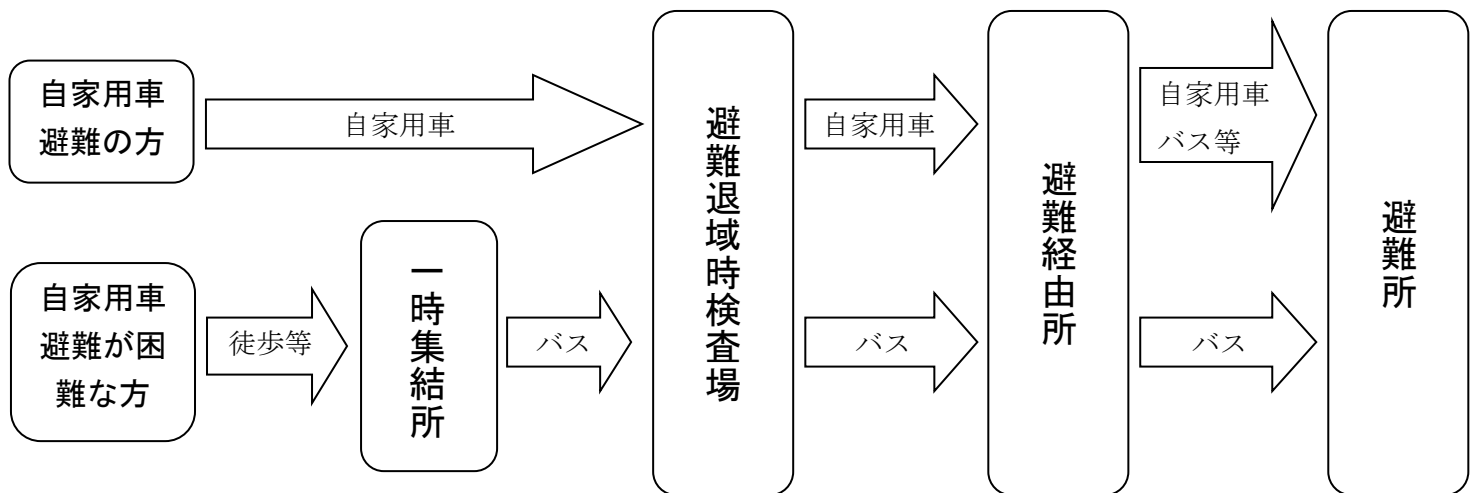 自家用車
避難の方
自家用車
避難退域時検査場
自家用車
避難経由所
自家用車
バス等
避難所
自家用車
避難が困
難な方
徒歩等
一時集結所
バス
バス
バス